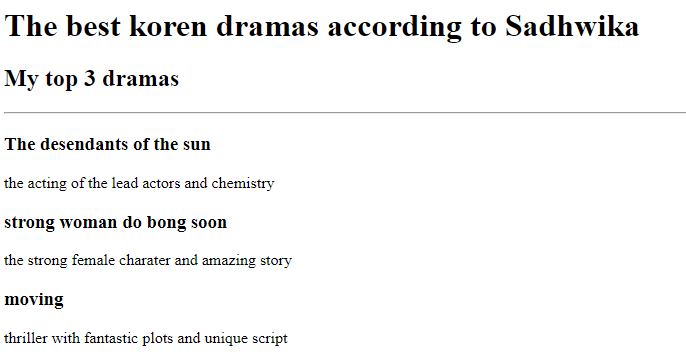 The best koren dramas according to Sadhwika
My top 3 dramas
The desendants of the sun
the acting of the lead actors and chemistry
strong woman do bong soon
the strong female charater and amazing story
moving
thriller with fantastic plots and unique script